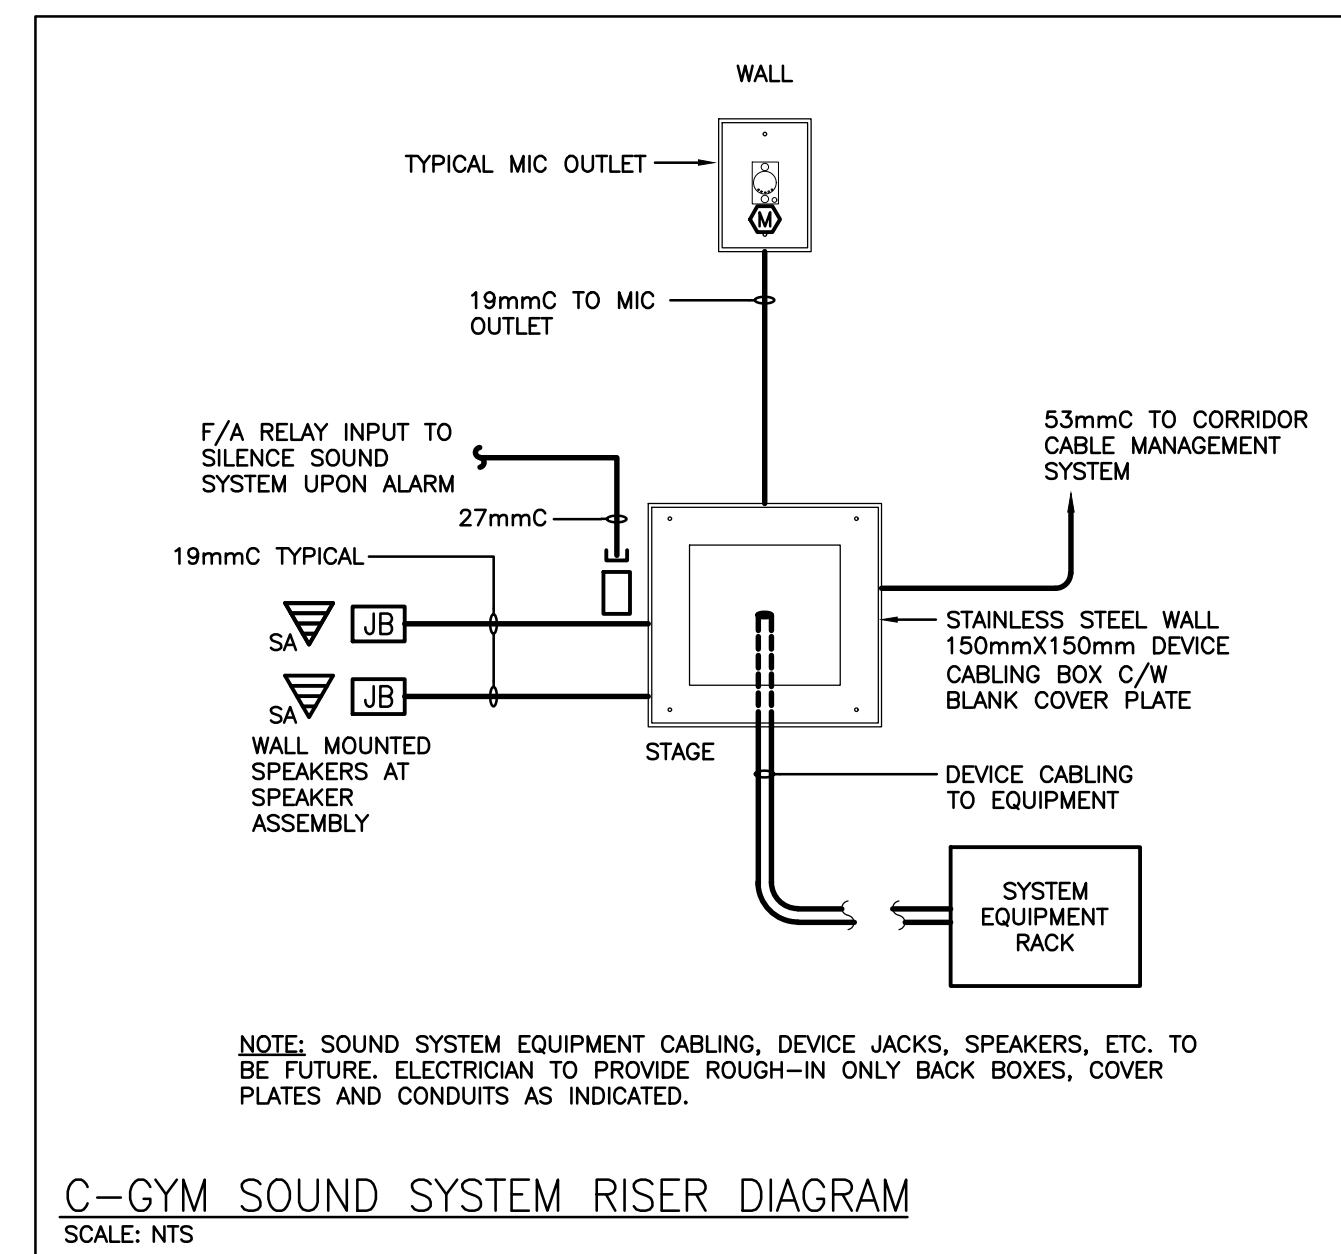 WALL
TYPICAL MIC OUTLET
M
19mmC TO MIC
OUTLET
53mmC TO CORRIDOR
CABLE MANAGEMENT
SYSTEM
F/A RELAY INPUT TO
SILENCE SOUND
SYSTEM UPON ALARM
27mmC
19mmC TYPICAL
SA
JB
STAINLESS STEEL WALL
150mmX150mm DEVICE
CABLING BOX C/W
BLANK COVER PLATE
SA
JB
WALL MOUNTED
SPEAKERS AT
SPEAKER
ASSEMBLY
STAGE
DEVICE CABLING
TO EQUIPMENT
SYSTEM
EQUIPMENT
RACK
NOTE: SOUND SYSTEM EQUIPMENT CABLING, DEVICE JACKS, SPEAKERS, ETC. TO
BE FUTURE. ELECTRICIAN TO PROVIDE ROUGH-IN ONLY BACK BOXES, COVER
PLATES AND CONDUITS AS INDICATED.
C-GYM SOUND SYSTEM RISER DIAGRAM
SCALE: NTS